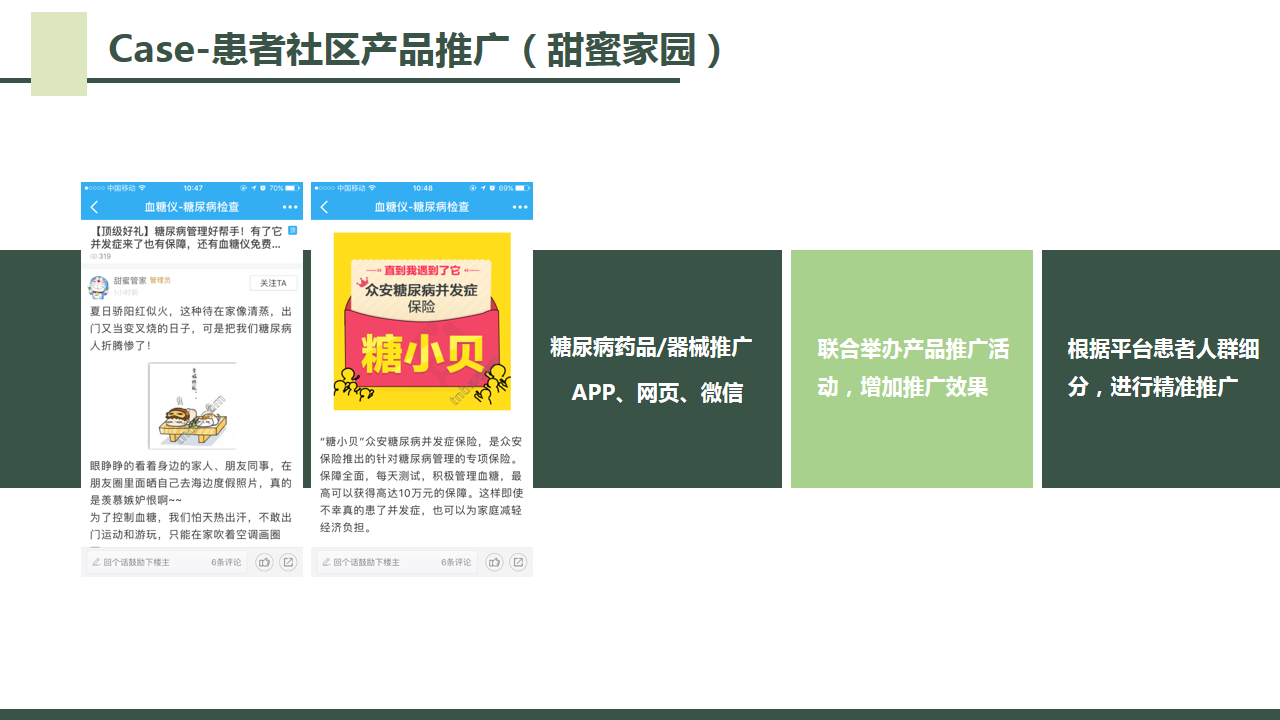 Case-患者社区产品推广（甜蜜家园）
中国移动 10:47 70%
血糖仪-糖尿病检查
【顶级好礼】糖尿病管理好帮手！有了它
并发症来了也有保障，还有血糖仪免费...
顶
319
甜蜜管家 管理员
1小时前
关注TA
夏日骄阳红似火，这种待在家像清蒸，出
门又当变叉烧的日子，可是把我们糖尿病
人折腾惨了！
眼睁睁的看着身边的家人、朋友同事，在
朋友圈里面晒自己去海边度假照片，真的
是羡慕嫉妒恨啊~~
为了控制血糖，我们怕天热出汗，不敢出
门运动和游玩，只能在家吹着空调画圈
回个话鼓励下楼主 6条评论
中国移动 10:48 69%
血糖仪-糖尿病检查
直到我遇到了它
众安糖尿病并发症
保险
糖小贝
“糖小贝”众安糖尿病并发症保险，是众安
保险推出的针对糖尿病管理的专项保险。
保障全面，每天测试，积极管理血糖，最
高可以获得高达10万元的保障。这样即使
不幸真的患了并发症，也可以为家庭减轻
经济负担。
回个话鼓励下楼主 6条评论
糖尿病药品/器械推广
APP、网页、微信
联合举办产品推广活
动，增加推广效果
根据平台患者人群细
分，进行精准推广